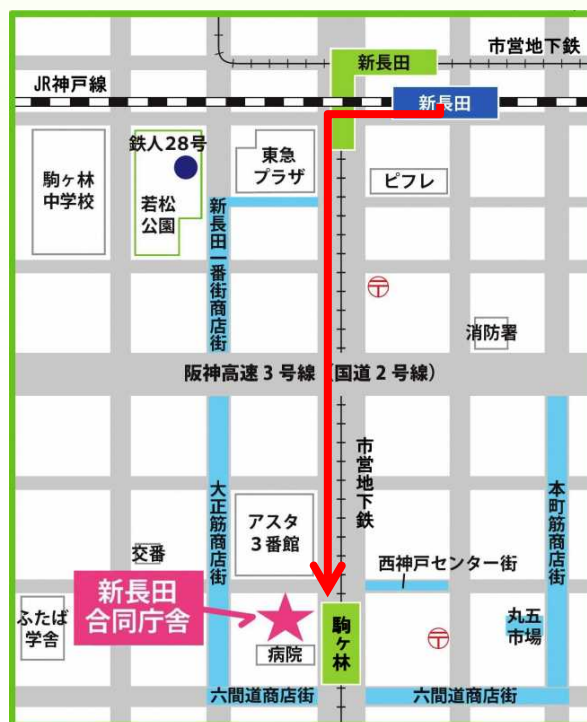 市営地下鉄
新長田
JR神戸線
新長田
鉄人28号
東急
プラザ
駒ヶ林
中学校
若松
公園
ピフレ
新長田一番街商店街
〒
消防署
阪神高速3号線(国道2号線)
市営地下鉄
大正筋商店街
本町筋商店街
アスタ
3番館
交番
西神戸センター街
新長田
合同庁舎
ふたば
学舎
駒ヶ林
丸五
市場
〒
病院
六間道商店街
六間道商店街